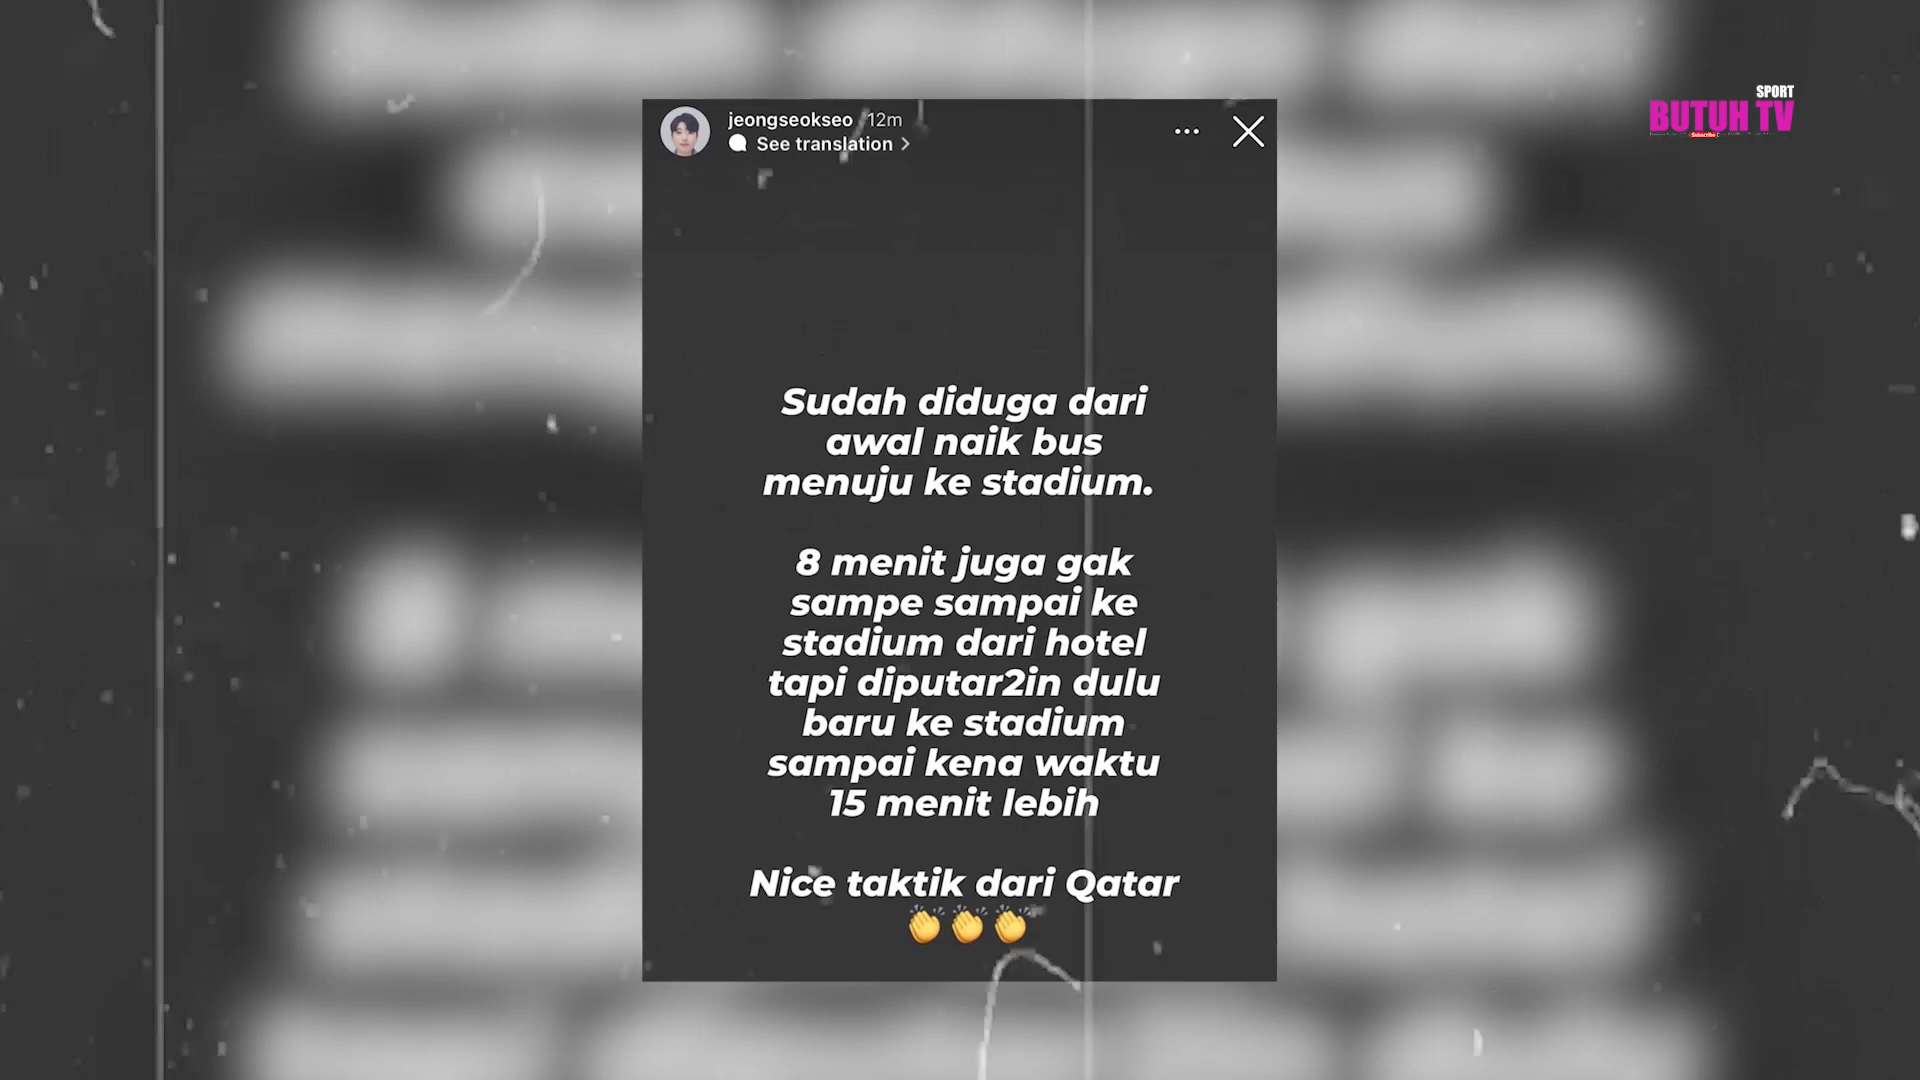 jeongseokseo 12m
See translation
Sudah diduga dari
awal naik bus
menuju ke stadium.
8 menit juga gak
sampe sampai ke
stadium dari hotel
tapi diputar2in dulu
baru ke stadium
sampai kena waktu
15 menit lebih
Nice taktik dari Qatar
👏👏👏
SPORT
BUTUH TV
Subscribe